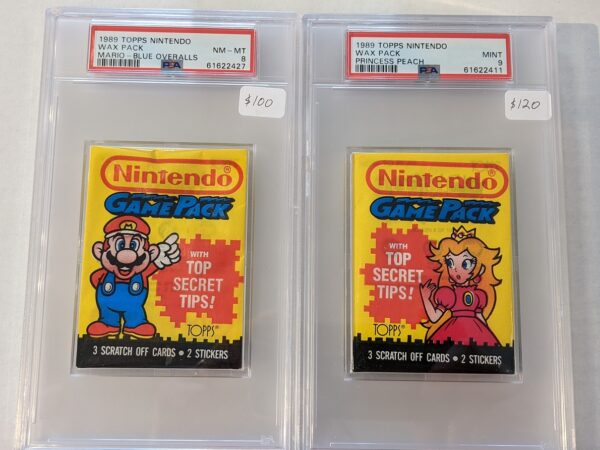 1989 TOPPS NINTENDO
WAX PACK
MARIO - BLUE OVERALLS
NM - MT
8
61622427
PSA
$100
Nintendo®
GAME PACK
WITH
TOP
SECRET
TIPS!
TOPPS®
3 SCRATCH OFF CARDS • 2 STICKERS
1989 TOPPS NINTENDO
WAX PACK
PRINCESS PEACH
MINT
9
61622411
PSA
$120
Nintendo®
GAME PACK
WITH
TOP
SECRET
TIPS!
TOPPS®
3 SCRATCH OFF CARDS • 2 STICKERS